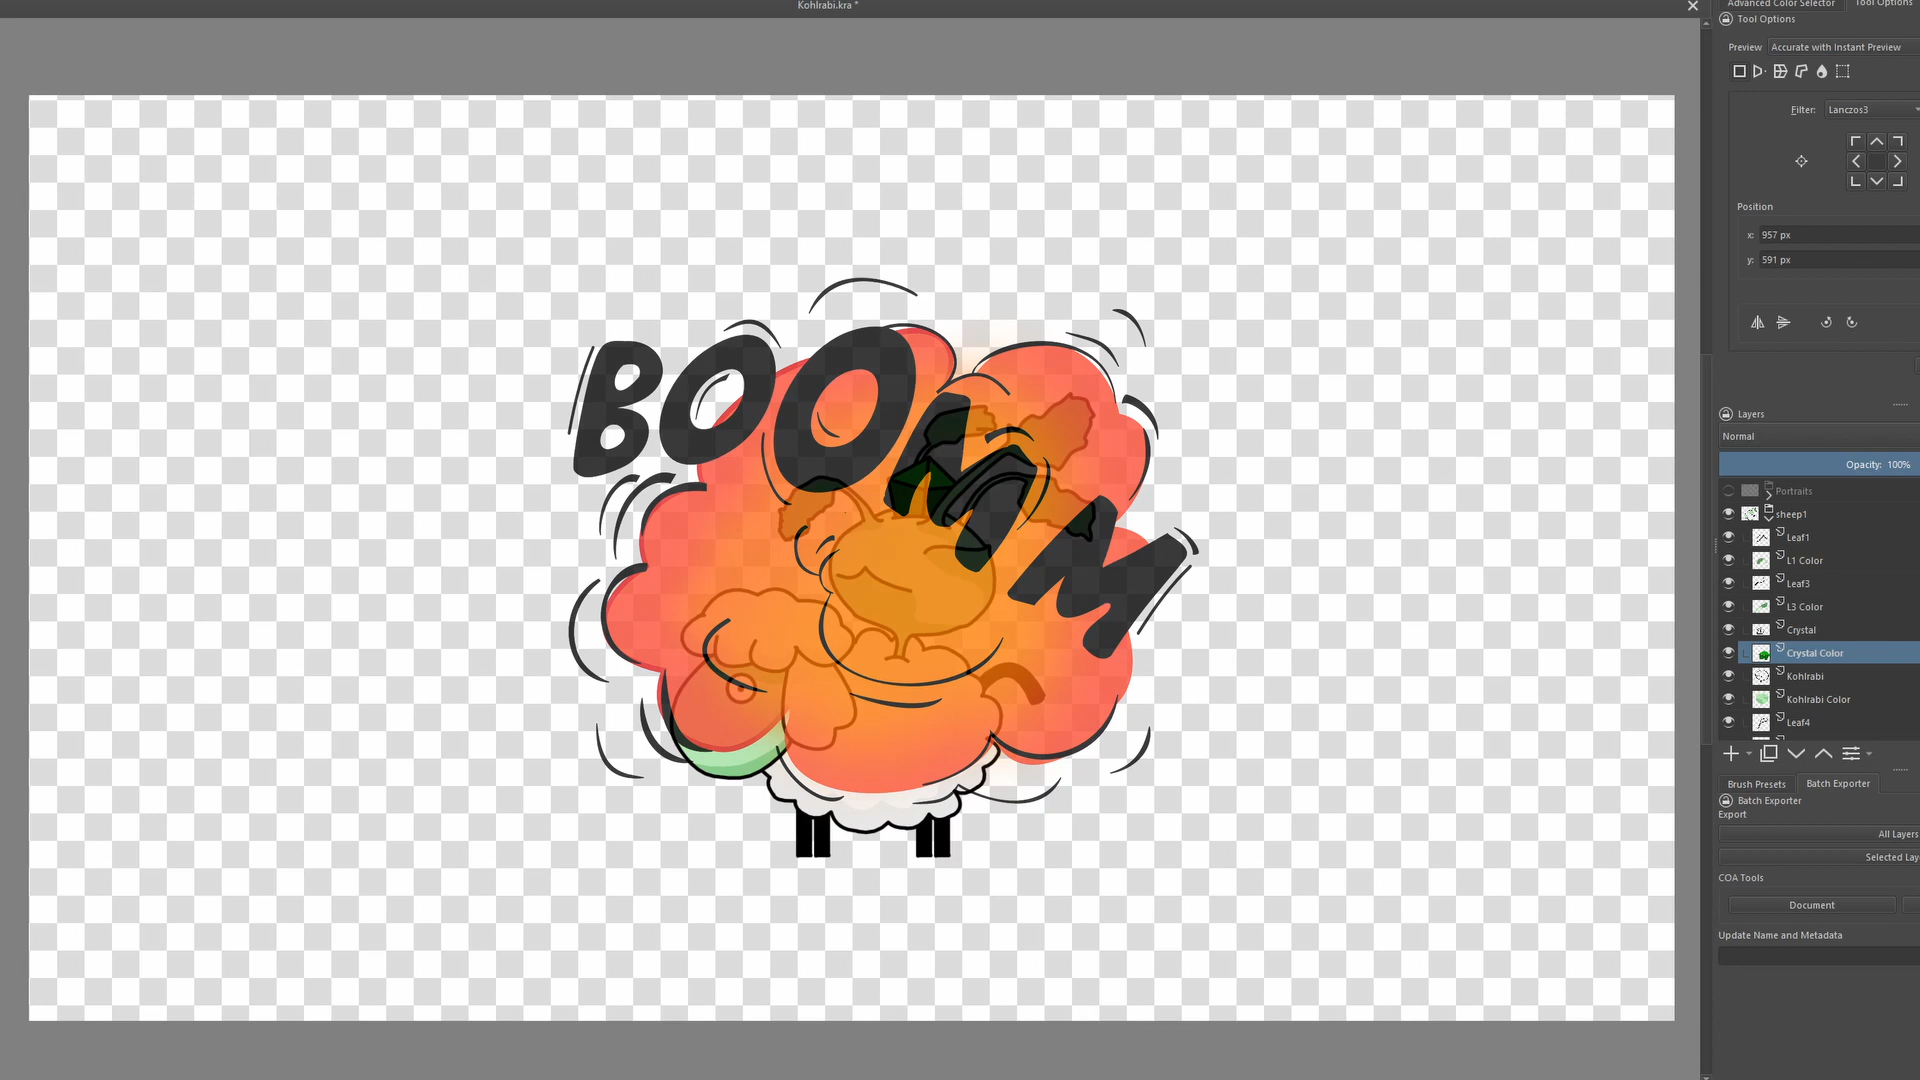 Kohlrabi.kra *
Advanced Color Selector
Tool Options
Tool Options
Preview Accurate with Instant Preview
Filter: Lanczos3
Position
x: 957 px
y: 591 px
Layers
Normal
Opacity: 100%
Portraits
sheep1
Leaf1
L1 Color
Leaf3
L3 Color
Crystal
Crystal Color
Kohlrabi
Kohlrabi Color
Leaf4
Brush Presets
Batch Exporter
Batch Exporter
Export
All Layers
Selected Lay
COA Tools
Document
Update Name and Metadata
BOOMM